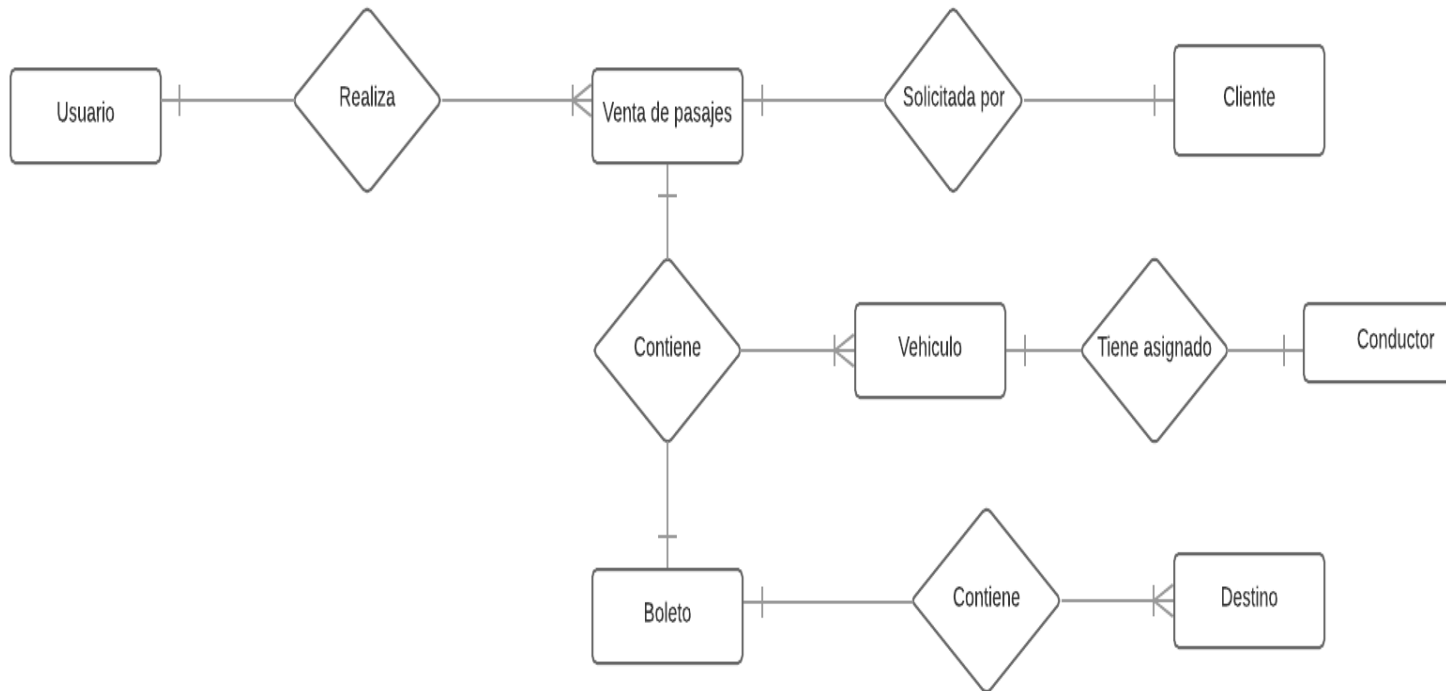 Usuario
Realiza
Venta de pasajes
Solicitada por
Cliente
Contiene
Vehiculo
Tiene asignado
Conductor
Boleto
Contiene
Destino